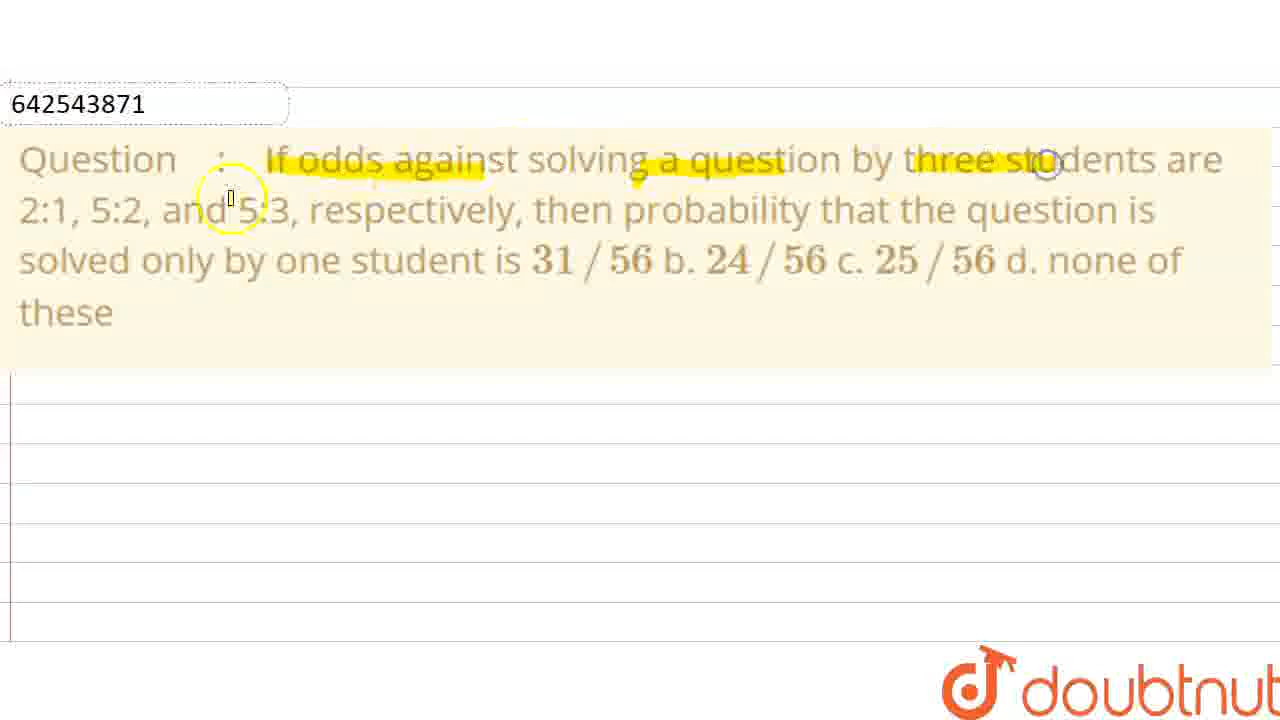 642543871
Question : If odds against solving a question by three students are
2:1, 5:2, and 5:3, respectively, then probability that the question is
solved only by one student is 31 / 56 b. 24 / 56 c. 25 / 56 d. none of
these
doubtnut